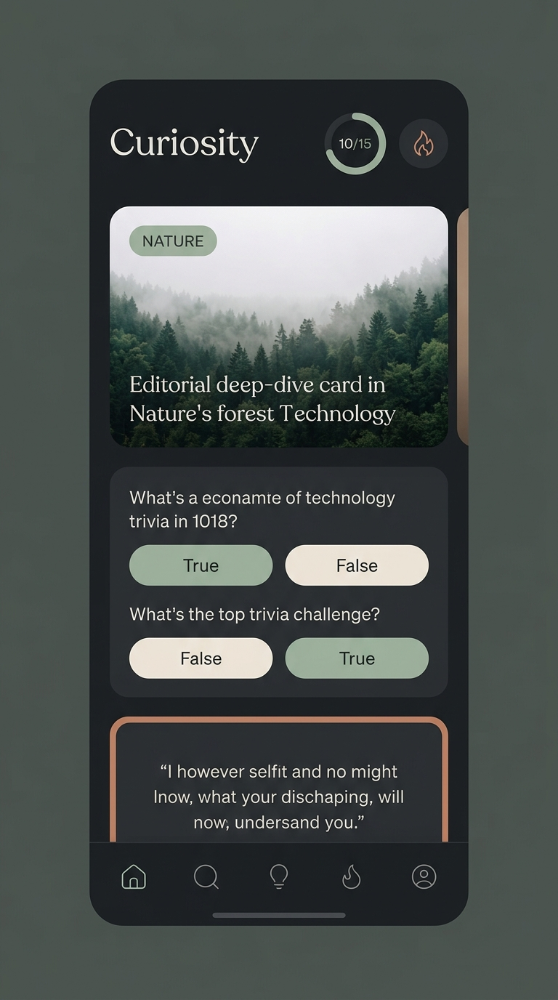 Curiosity
10/15
NATURE
Editorial deep-dive card in
Nature's forest Technology
What's a econamie of technology
trivia in 1018?
True
False
What's the top trivia challenge?
False
True
“I however selfit and no might
lnow, what your dischaping, will
now, undersand you.”